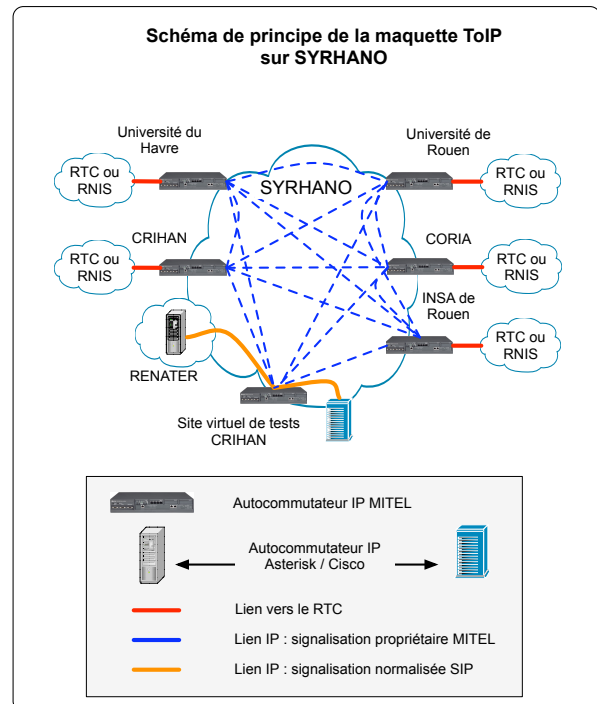 Schéma de principe de la maquette ToIP
sur SYRHANO
Université du
Havre
Université de
Rouen
RTC ou
RNIS
SYRHANO
RTC ou
RNIS
CRIHAN
CORIA
RTC ou
RNIS
RTC ou
RNIS
INSA de
Rouen
RTC ou
RNIS
RENATER
Site virtuel de tests
CRIHAN
Autocommutateur IP MITEL
Autocommutateur IP
Asterisk / Cisco
Lien vers le RTC
Lien IP : signalisation propriétaire MITEL
Lien IP : signalisation normalisée SIP